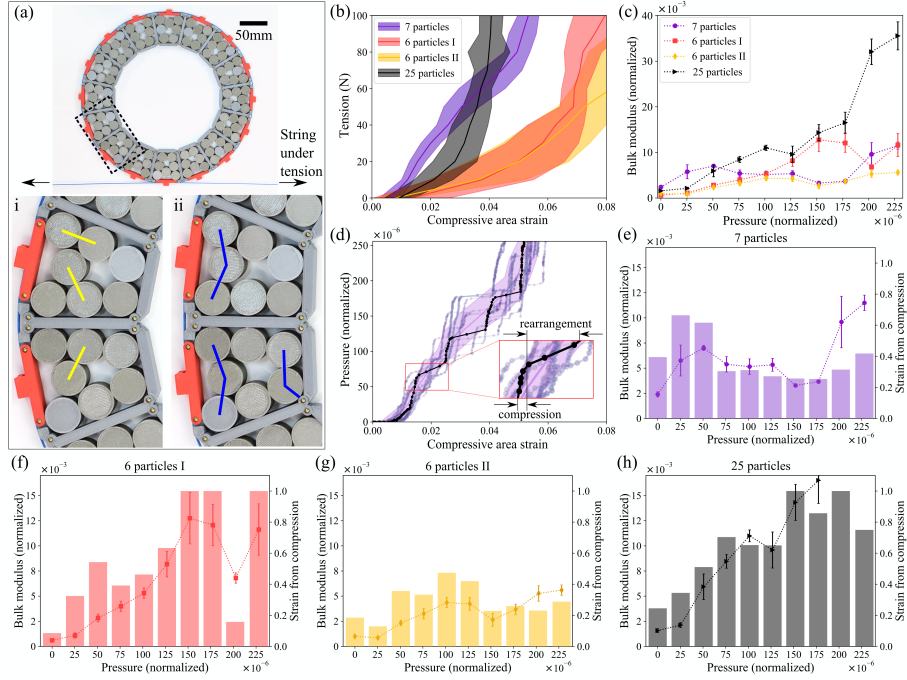 (a)
50mm
String
under
tension
i
ii
(b)
100
80
60
40
20
0
Tension (N)
7 particles
6 particles I
6 particles II
25 particles
0.00
0.02
0.04
0.06
0.08
Compressive area strain
(c)
×10⁻³
40
30
20
10
0
Bulk modulus (normalized)
7 particles
6 particles I
6 particles II
25 particles
0 25 50 75 100 125 150 175 200 225
Pressure (normalized)
×10⁻⁶
(d)
×10⁻⁶
250
200
150
100
50
0
Pressure (normalized)
rearrangement
compression
0.00
0.02
0.04
0.06
0.08
Compressive area strain
(e)
7 particles
×10⁻³
15
12
10
8
5
2
0
Bulk modulus (normalized)
1.0
0.8
0.6
0.4
0.2
0.0
Strain from compression
0 25 50 75 100 125 150 175 200 225
Pressure (normalized)
×10⁻⁶
(f)
6 particles I
×10⁻³
15
12
10
8
5
2
0
Bulk modulus (normalized)
1.0
0.8
0.6
0.4
0.2
0.0
Strain from compression
0 25 50 75 100 125 150 175 200 225
Pressure (normalized)
×10⁻⁶
(g)
6 particles II
×10⁻³
15
12
10
8
5
2
0
Bulk modulus (normalized)
1.0
0.8
0.6
0.4
0.2
0.0
Strain from compression
0 25 50 75 100 125 150 175 200 225
Pressure (normalized)
×10⁻⁶
(h)
25 particles
×10⁻³
15
12
10
8
5
2
0
Bulk modulus (normalized)
1.0
0.8
0.6
0.4
0.2
0.0
Strain from compression
0 25 50 75 100 125 150 175 200 225
Pressure (normalized)
×10⁻⁶